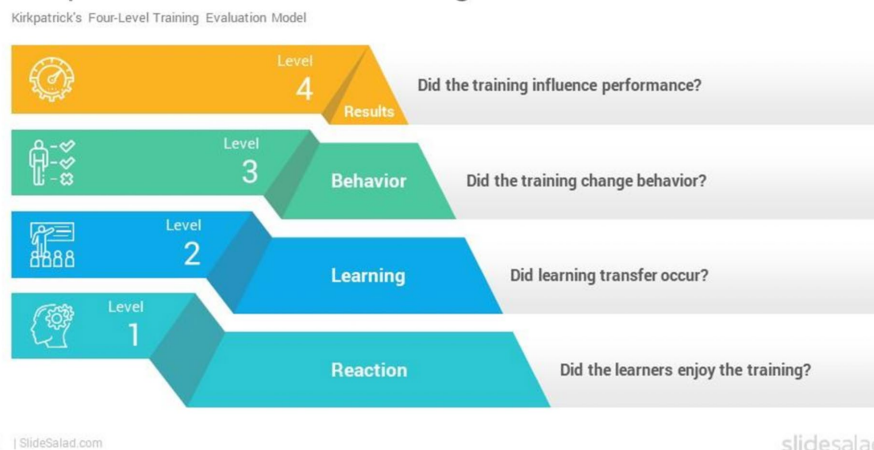 Kirkpatrick's Four-Level Training Evaluation Model
Level
4
Results
Did the training influence performance?
Level
3
Behavior
Did the training change behavior?
Level
2
Learning
Did learning transfer occur?
Level
1
Reaction
Did the learners enjoy the training?
| SlideSalad.com